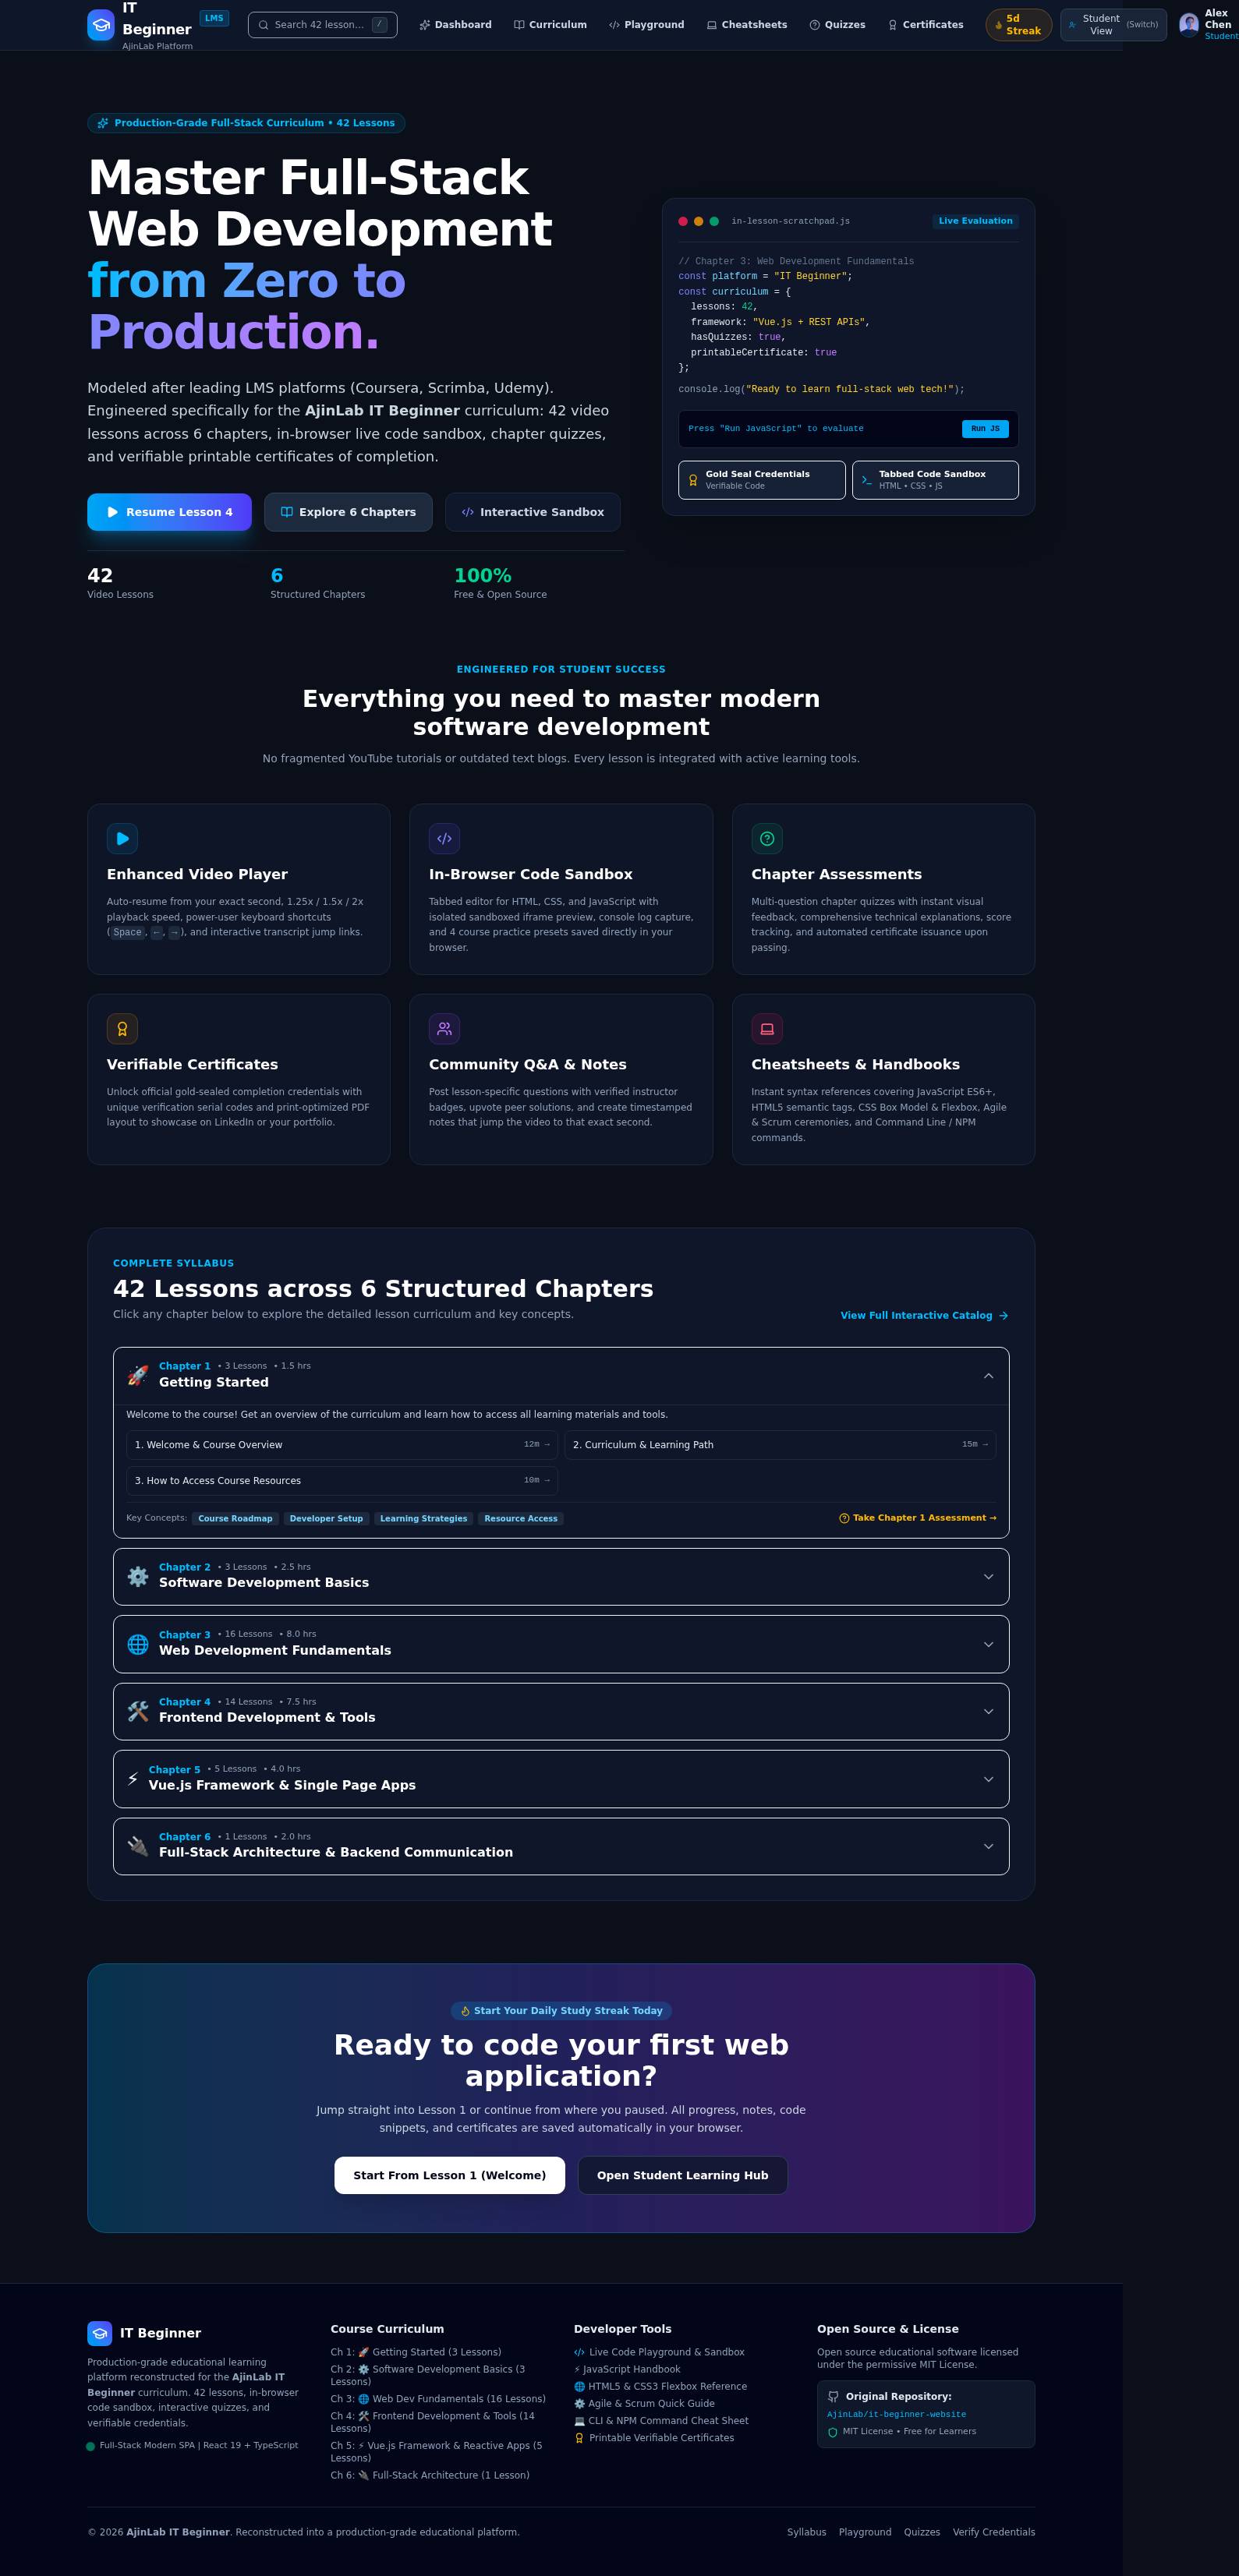 IT Beginner LMS
AjinLab Platform
Search 42 lesson... /
Dashboard
Curriculum
Playground
Cheatsheets
Quizzes
Certificates
5d Streak
Student View (Switch)
Alex Chen
Student
Production-Grade Full-Stack Curriculum • 42 Lessons
Master Full-Stack
Web Development
from Zero to
Production.
Modeled after leading LMS platforms (Coursera, Scrimba, Udemy).
Engineered specifically for the AjinLab IT Beginner curriculum: 42 video
lessons across 6 chapters, in-browser live code sandbox, chapter quizzes,
and verifiable printable certificates of completion.
Resume Lesson 4
Explore 6 Chapters
Interactive Sandbox
42
Video Lessons
6
Structured Chapters
100%
Free & Open Source
in-lesson-scratchpad.js
Live Evaluation
// Chapter 3: Web Development Fundamentals
const platform = "IT Beginner";
const curriculum = {
lessons: 42,
framework: "Vue.js + REST APIs",
hasQuizzes: true,
printableCertificate: true
};
console.log("Ready to learn full-stack web tech!");
Press "Run JavaScript" to evaluate
Run JS
Gold Seal Credentials
Verifiable Code
Tabbed Code Sandbox
HTML • CSS • JS
ENGINEERED FOR STUDENT SUCCESS
Everything you need to master modern
software development
No fragmented YouTube tutorials or outdated text blogs. Every lesson is integrated with active learning tools.
Enhanced Video Player
Auto-resume from your exact second, 1.25x / 1.5x / 2x
playback speed, power-user keyboard shortcuts
(Space, ←, →), and interactive transcript jump links.
In-Browser Code Sandbox
Tabbed editor for HTML, CSS, and JavaScript with
isolated sandboxed iframe preview, console log capture,
and 4 course practice presets saved directly in your
browser.
Chapter Assessments
Multi-question chapter quizzes with instant visual
feedback, comprehensive technical explanations, score
tracking, and automated certificate issuance upon
passing.
Verifiable Certificates
Unlock official gold-sealed completion credentials with
unique verification serial codes and print-optimized PDF
layout to showcase on LinkedIn or your portfolio.
Community Q&A & Notes
Post lesson-specific questions with verified instructor
badges, upvote peer solutions, and create timestamped
notes that jump the video to that exact second.
Cheatsheets & Handbooks
Instant syntax references covering JavaScript ES6+,
HTML5 semantic tags, CSS Box Model & Flexbox, Agile
& Scrum ceremonies, and Command Line / NPM
commands.
COMPLETE SYLLABUS
42 Lessons across 6 Structured Chapters
Click any chapter below to explore the detailed lesson curriculum and key concepts.
View Full Interactive Catalog →
Chapter 1 • 3 Lessons • 1.5 hrs
Getting Started
Welcome to the course! Get an overview of the curriculum and learn how to access all learning materials and tools.
1. Welcome & Course Overview 12m →
2. Curriculum & Learning Path 15m →
3. How to Access Course Resources 10m →
Key Concepts: Course Roadmap Developer Setup Learning Strategies Resource Access
Take Chapter 1 Assessment →
Chapter 2 • 3 Lessons • 2.5 hrs
Software Development Basics
Chapter 3 • 16 Lessons • 8.0 hrs
Web Development Fundamentals
Chapter 4 • 14 Lessons • 7.5 hrs
Frontend Development & Tools
Chapter 5 • 5 Lessons • 4.0 hrs
Vue.js Framework & Single Page Apps
Chapter 6 • 1 Lessons • 2.0 hrs
Full-Stack Architecture & Backend Communication
Start Your Daily Study Streak Today
Ready to code your first web
application?
Jump straight into Lesson 1 or continue from where you paused. All progress, notes, code
snippets, and certificates are saved automatically in your browser.
Start From Lesson 1 (Welcome)
Open Student Learning Hub
IT Beginner
Production-grade educational learning
platform reconstructed for the AjinLab IT
Beginner curriculum. 42 lessons, in-browser
code sandbox, interactive quizzes, and
verifiable credentials.
Full-Stack Modern SPA | React 19 + TypeScript
Course Curriculum
Ch 1: 🚀 Getting Started (3 Lessons)
Ch 2: ⚙️ Software Development Basics (3
Lessons)
Ch 3: 🌐 Web Dev Fundamentals (16 Lessons)
Ch 4: 🛠️ Frontend Development & Tools (14
Lessons)
Ch 5: ⚡ Vue.js Framework & Reactive Apps (5
Lessons)
Ch 6: 🔌 Full-Stack Architecture (1 Lesson)
Developer Tools
Live Code Playground & Sandbox
⚡ JavaScript Handbook
🌐 HTML5 & CSS3 Flexbox Reference
⚙️ Agile & Scrum Quick Guide
💻 CLI & NPM Command Cheat Sheet
Printable Verifiable Certificates
Open Source & License
Open source educational software licensed
under the permissive MIT License.
Original Repository:
AjinLab/it-beginner-website
MIT License • Free for Learners
© 2026 AjinLab IT Beginner. Reconstructed into a production-grade educational platform.
Syllabus Playground Quizzes Verify Credentials